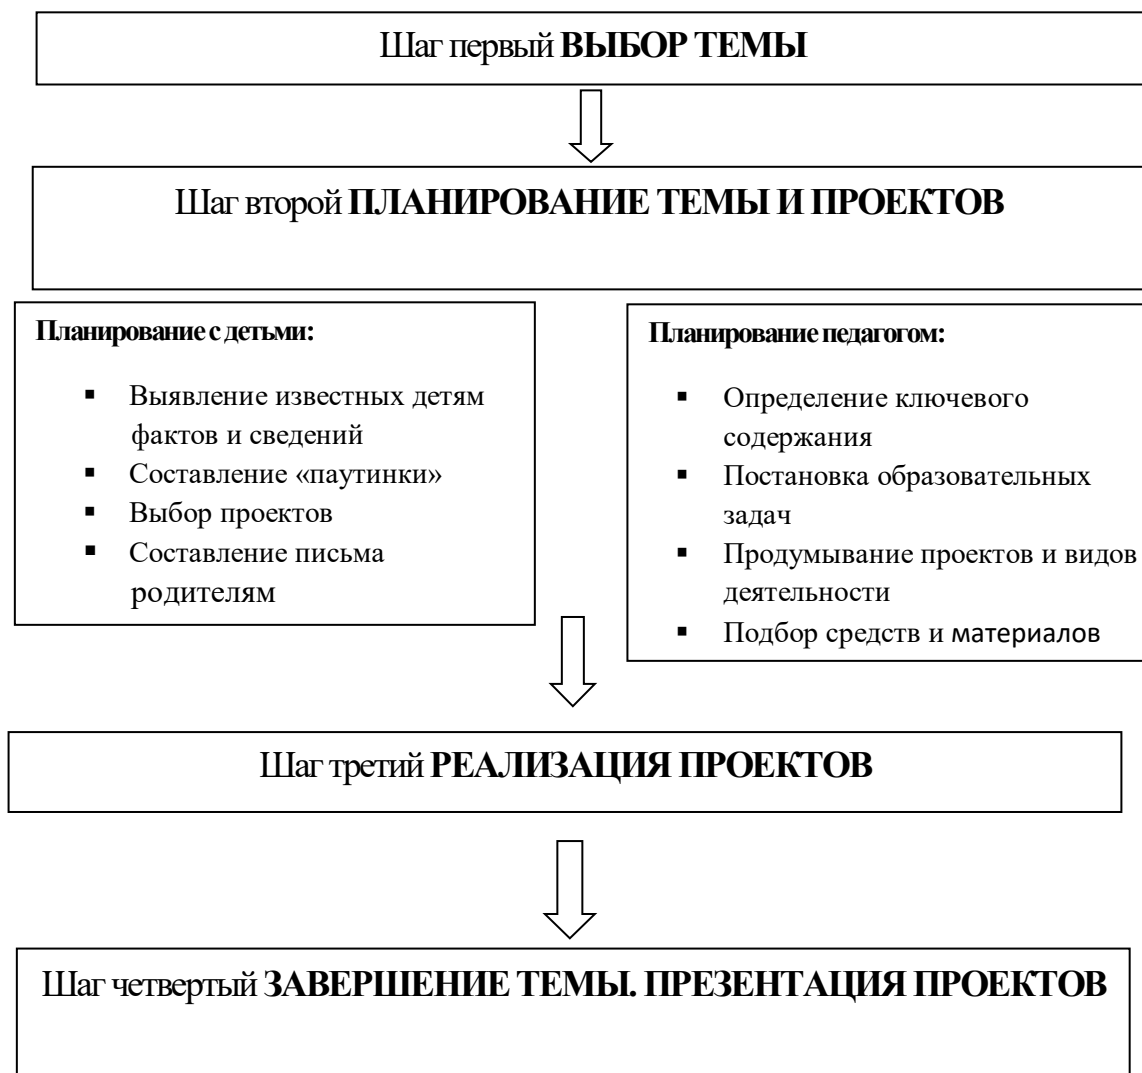 Шаг первый ВЫБОР ТЕМЫ
Шаг второй ПЛАНИРОВАНИЕ ТЕМЫ И ПРОЕКТОВ
Планирование с детьми:
▪ Выявление известных детям
фактов и сведений
▪ Составление «паутинки»
▪ Выбор проектов
▪ Составление письма
родителям
Планирование педагогом:
▪ Определение ключевого
содержания
▪ Постановка образовательных
задач
▪ Продумывание проектов и видов
деятельности
▪ Подбор средств и материалов
Шаг третий РЕАЛИЗАЦИЯ ПРОЕКТОВ
Шаг четвертый ЗАВЕРШЕНИЕ ТЕМЫ. ПРЕЗЕНТАЦИЯ ПРОЕКТОВ